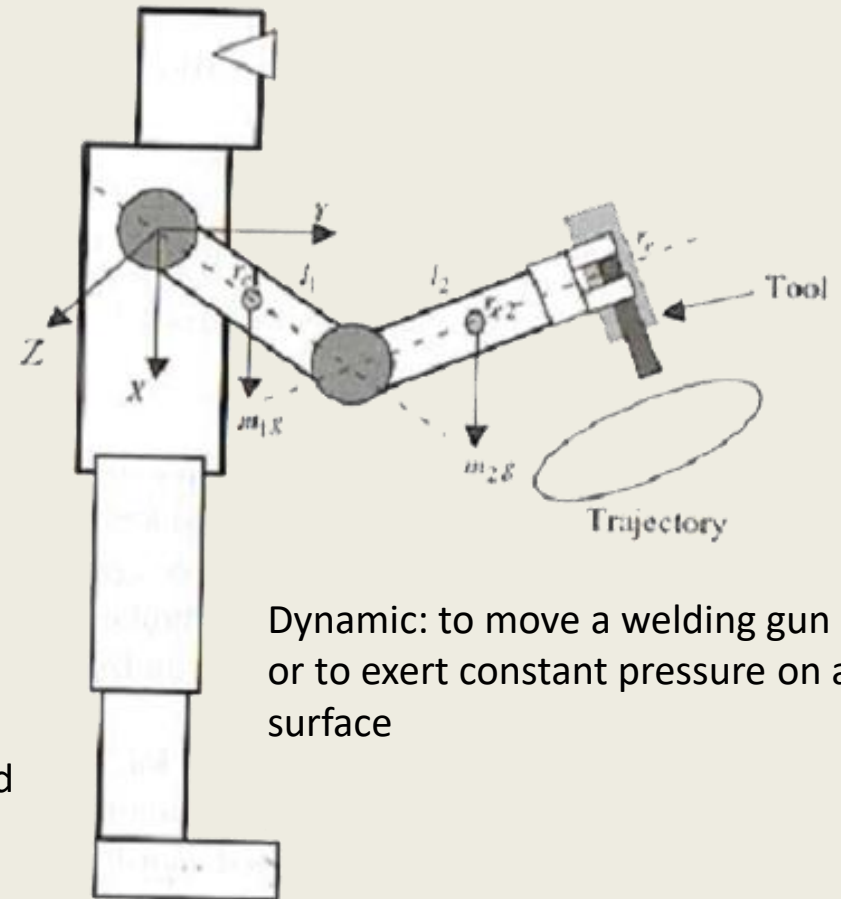 Y
l₁
l₂
Tool
Z
X
m₁g
m₂g
Trajectory
Dynamic: to move a welding gun
or to exert constant pressure on a
surface
d